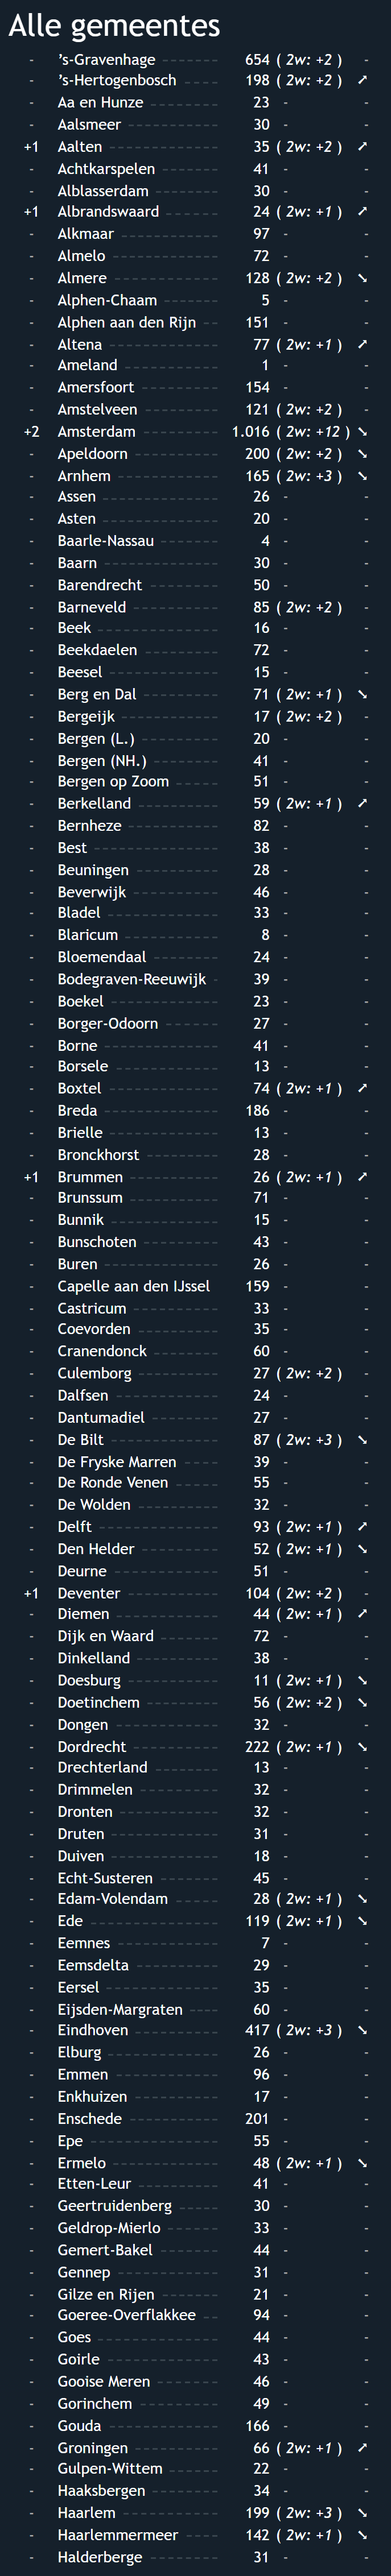 Alle gemeentes
- 's-Gravenhage ------- 654 ( 2w: +2 ) -
- 's-Hertogenbosch ----- 198 ( 2w: +2 ) ➚
- Aa en Hunze -------- 23 - -
- Aalsmeer ---------- 30 - -
+1 Aalten ------------ 35 ( 2w: +2 ) ➚
- Achtkarspelen ------- 41 - -
- Alblasserdam -------- 30 - -
+1 Albrandswaard ------- 24 ( 2w: +1 ) ➚
- Alkmaar ----------- 97 - -
- Almelo ------------ 72 - -
- Almere ------------ 128 ( 2w: +2 ) ➘
- Alphen-Chaam ------- 5 - -
- Alphen aan den Rijn -- 151 - -
- Altena ------------ 77 ( 2w: +1 ) ➚
- Ameland ----------- 1 - -
- Amersfoort --------- 154 - -
- Amstelveen --------- 121 ( 2w: +2 ) -
+2 Amsterdam --------- 1.016 ( 2w: +12 ) ➘
- Apeldoorn ---------- 200 ( 2w: +2 ) ➘
- Arnhem ------------ 165 ( 2w: +3 ) ➘
- Assen ------------- 26 - -
- Asten ------------- 20 - -
- Baarle-Nassau ------- 4 - -
- Baarn ------------- 30 - -
- Barendrecht -------- 50 - -
- Barneveld ---------- 85 ( 2w: +2 ) -
- Beek ------------- 16 - -
- Beekdaelen --------- 72 - -
- Beesel ------------ 15 - -
- Berg en Dal --------- 71 ( 2w: +1 ) ➘
- Bergeijk ----------- 17 ( 2w: +2 ) -
- Bergen (L.) --------- 20 - -
- Bergen (NH.) -------- 41 - -
- Bergen op Zoom ----- 51 - -
- Berkelland --------- 59 ( 2w: +1 ) ➚
- Bernheze ---------- 82 - -
- Best -------------- 38 - -
- Beuningen --------- 28 - -
- Beverwijk ---------- 46 - -
- Bladel ------------ 33 - -
- Blaricum ---------- 8 - -
- Bloemendaal -------- 24 - -
- Bodegraven-Reeuwijk - 39 - -
- Boekel ------------ 23 - -
- Borger-Odoorn ------ 27 - -
- Borne ------------- 41 - -
- Borsele ----------- 13 - -
- Boxtel ------------ 74 ( 2w: +1 ) ➚
- Breda ------------- 186 - -
- Brielle ------------ 13 - -
- Bronckhorst -------- 28 - -
+1 Brummen ---------- 26 ( 2w: +1 ) ➚
- Brunssum ---------- 71 - -
- Bunnik ------------ 15 - -
- Bunschoten --------- 43 - -
- Buren ------------- 26 - -
- Capelle aan den IJssel 159 - -
- Castricum ---------- 33 - -
- Coevorden --------- 35 - -
- Cranendonck -------- 60 - -
- Culemborg --------- 27 ( 2w: +2 ) -
- Dalfsen ----------- 24 - -
- Dantumadiel -------- 27 - -
- De Bilt ------------ 87 ( 2w: +3 ) ➘
- De Fryske Marren ---- 39 - -
- De Ronde Venen ----- 55 - -
- De Wolden --------- 32 - -
- Delft ------------- 93 ( 2w: +1 ) ➚
- Den Helder --------- 52 ( 2w: +1 ) ➘
- Deurne ------------ 51 - -
+1 Deventer ---------- 104 ( 2w: +2 ) -
- Diemen ----------- 44 ( 2w: +1 ) ➚
- Dijk en Waard ------- 72 - -
- Dinkelland --------- 38 - -
- Doesburg ---------- 11 ( 2w: +1 ) ➘
- Doetinchem -------- 56 ( 2w: +2 ) ➘
- Dongen ----------- 32 - -
- Dordrecht ---------- 222 ( 2w: +1 ) ➘
- Drechterland ------- 13 - -
- Drimmelen --------- 32 - -
- Dronten ----------- 32 - -
- Druten ------------ 31 - -
- Duiven ------------ 18 - -
- Echt-Susteren ------- 45 - -
- Edam-Volendam ----- 28 ( 2w: +1 ) ➘
- Ede -------------- 119 ( 2w: +1 ) ➘
- Eemnes ----------- 7 - -
- Eemsdelta ---------- 29 - -
- Eersel ------------ 35 - -
- Eijsden-Margraten ---- 60 - -
- Eindhoven ---------- 417 ( 2w: +3 ) ➘
- Elburg ------------ 26 - -
- Emmen ----------- 96 - -
- Enkhuizen ---------- 17 - -
- Enschede ---------- 201 - -
- Epe -------------- 55 - -
- Ermelo ------------ 48 ( 2w: +1 ) ➘
- Etten-Leur --------- 41 - -
- Geertruidenberg ----- 30 - -
- Geldrop-Mierlo ------ 33 - -
- Gemert-Bakel ------- 44 - -
- Gennep ----------- 31 - -
- Gilze en Rijen ------- 21 - -
- Goeree-Overflakkee -- 94 - -
- Goes ------------- 44 - -
- Goirle ------------ 43 - -
- Gooise Meren ------- 46 - -
- Gorinchem --------- 49 - -
- Gouda ------------ 166 - -
- Groningen ---------- 66 ( 2w: +1 ) ➚
- Gulpen-Wittem ------ 22 - -
- Haaksbergen -------- 34 - -
- Haarlem ----------- 199 ( 2w: +3 ) ➘
- Haarlemmermeer ---- 142 ( 2w: +1 ) ➘
- Halderberge -------- 31 - -